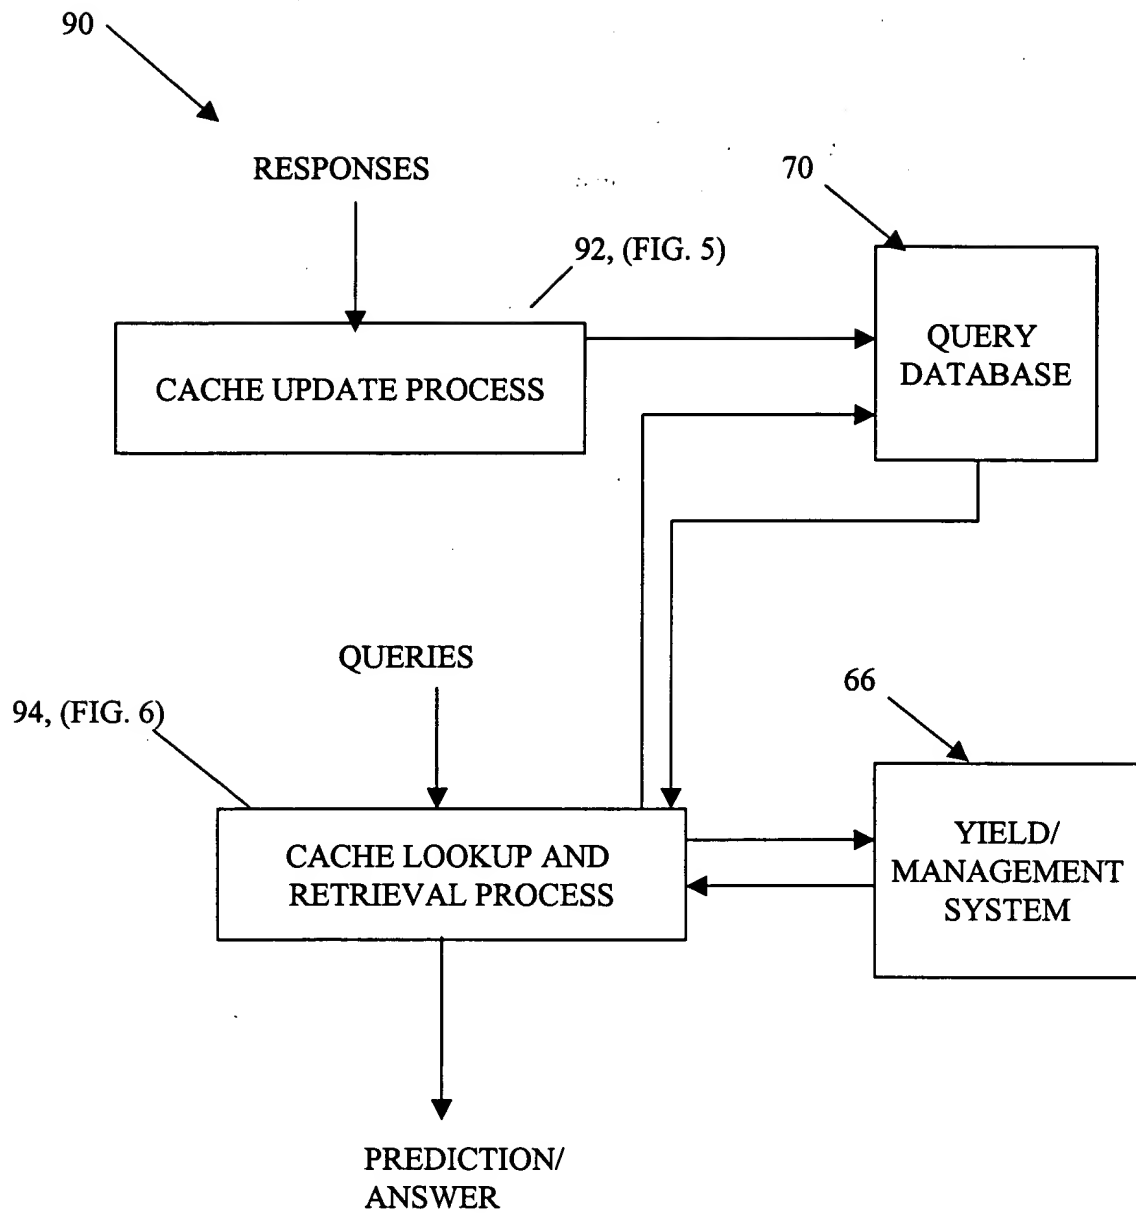 90
RESPONSES
70
92, (FIG. 5)
QUERY
DATABASE
CACHE UPDATE PROCESS
QUERIES
66
94, (FIG. 6)
CACHE LOOKUP AND
RETRIEVAL PROCESS
YIELD/
MANAGEMENT
SYSTEM
PREDICTION/
ANSWER